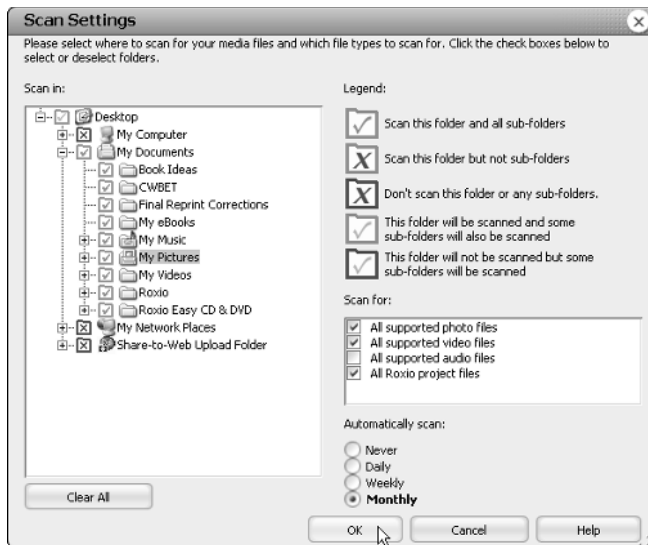 Scan Settings
Please select where to scan for your media files and which file types to scan for. Click the check boxes below to
select or deselect folders.
Scan in:
Desktop
My Computer
My Documents
Book Ideas
CWBET
Final Reprint Corrections
My eBooks
My Music
My Pictures
My Videos
Roxio
Roxio Easy CD & DVD
My Network Places
Share-to-Web Upload Folder
Clear All
Legend:
Scan this folder and all sub-folders
Scan this folder but not sub-folders
Don't scan this folder or any sub-folders.
This folder will be scanned and some
sub-folders will also be scanned
This folder will not be scanned but some
sub-folders will be scanned
Scan for:
All supported photo files
All supported video files
All supported audio files
All Roxio project files
Automatically scan:
Never
Daily
Weekly
Monthly
OK
Cancel
Help